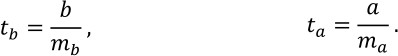 t_b = b/m_b , t_a = a/m_a .